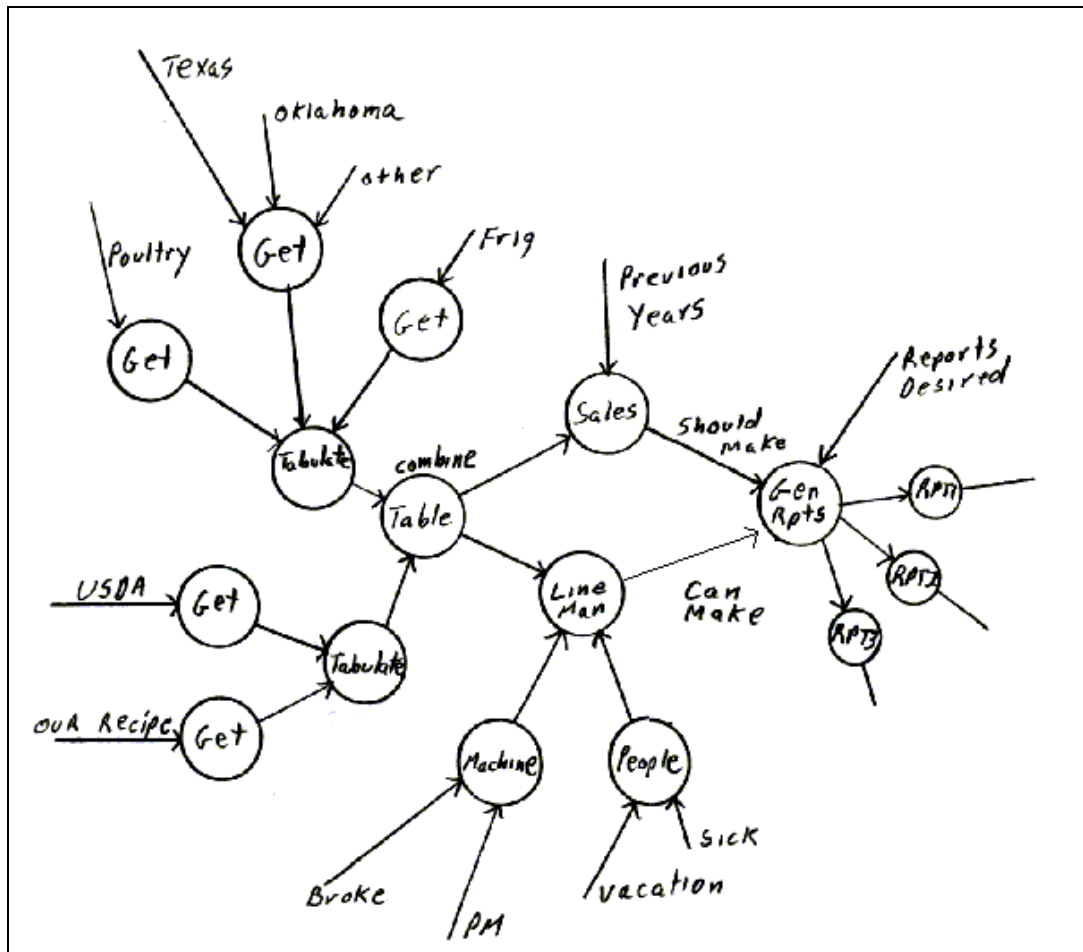 Texas
Oklahoma
other
Poultry
Get
Frig
Get
Get
Previous
Years
Reports
Desired
Sales
Should
Make
Tabulate
combine
Table
Gen
Rpts
RPT1
RPT2
RPT3
USDA
Get
Line
Man
Can
Make
Tabulate
OUR Recipe
Get
Machine
People
Sick
Vacation
Broke
PM